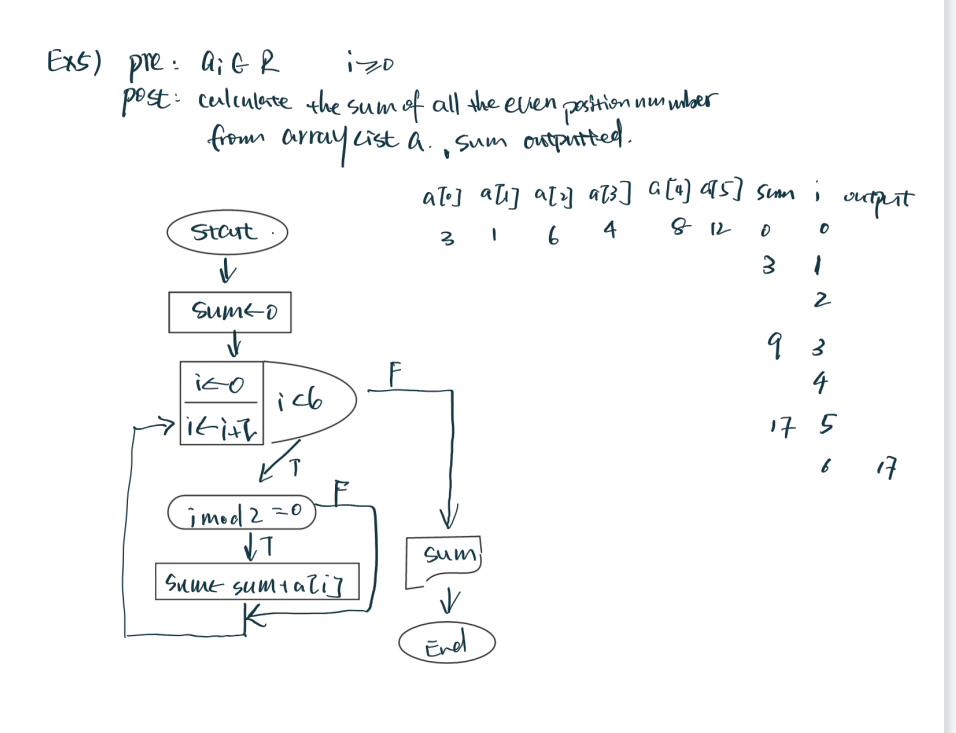 Ex5) pre: ai ∈ R i≥0
post: calculate the sum of all the even position number
from array list a., sum outputted.
a[0] a[1] a[2] a[3] a[4] a[5] sum i output
3 1 6 4 8 12 0 0
3 1
2
9 3
4
17 5
6 17
Start
sum←0
i←0
i<6
F
i←i+1
T
i mod 2 =0
F
T
sum← sum+a[i]
sum
End